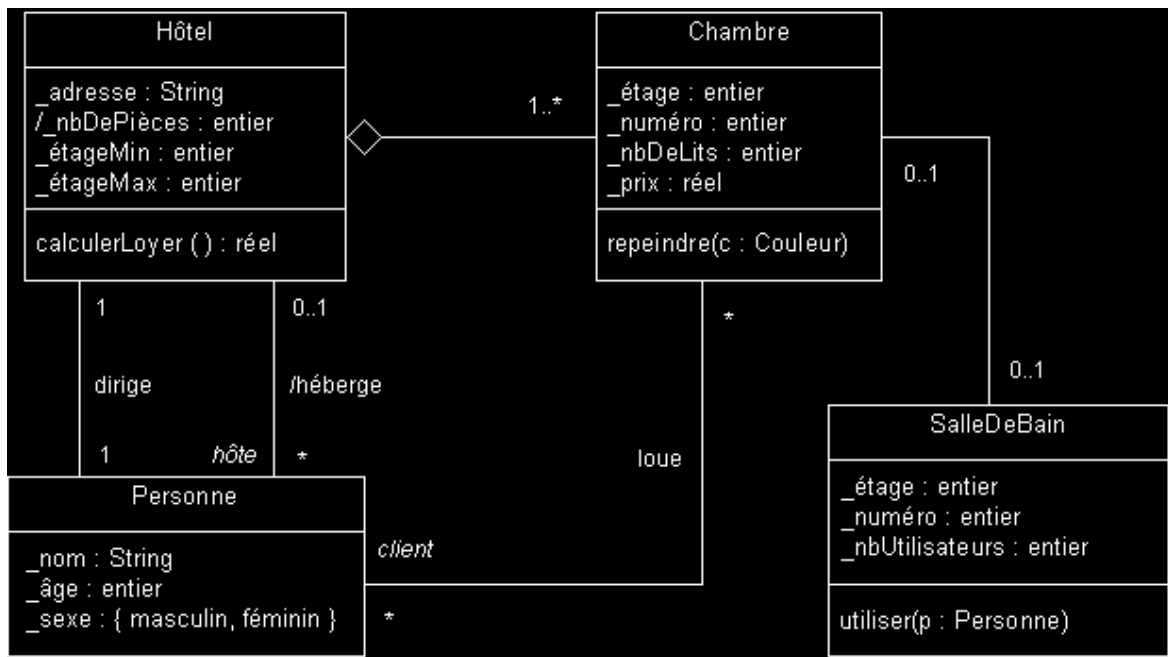 Hôtel
_adresse : String
/_nbDePièces : entier
_étageMin : entier
_étageMax : entier
calculerLoyer ( ) : réel
1..*
Chambre
_étage : entier
_numéro : entier
_nbDeLits : entier
_prix : réel
repeindre(c : Couleur)
0..1
1
0..1
*
dirige
/héberge
0..1
1
hôte
*
loue
Personne
_nom : String
_âge : entier
_sexe : { masculin, féminin }
client
*
SalleDeBain
_étage : entier
_numéro : entier
_nbUtilisateurs : entier
utiliser(p : Personne)